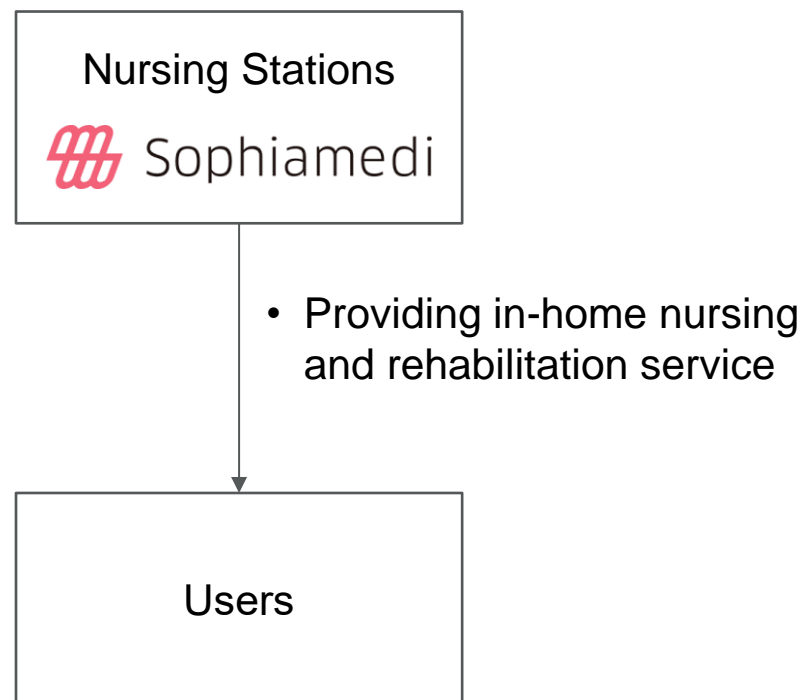 Nursing Stations
Sophiamedi
• Providing in-home nursing
and rehabilitation service
Users